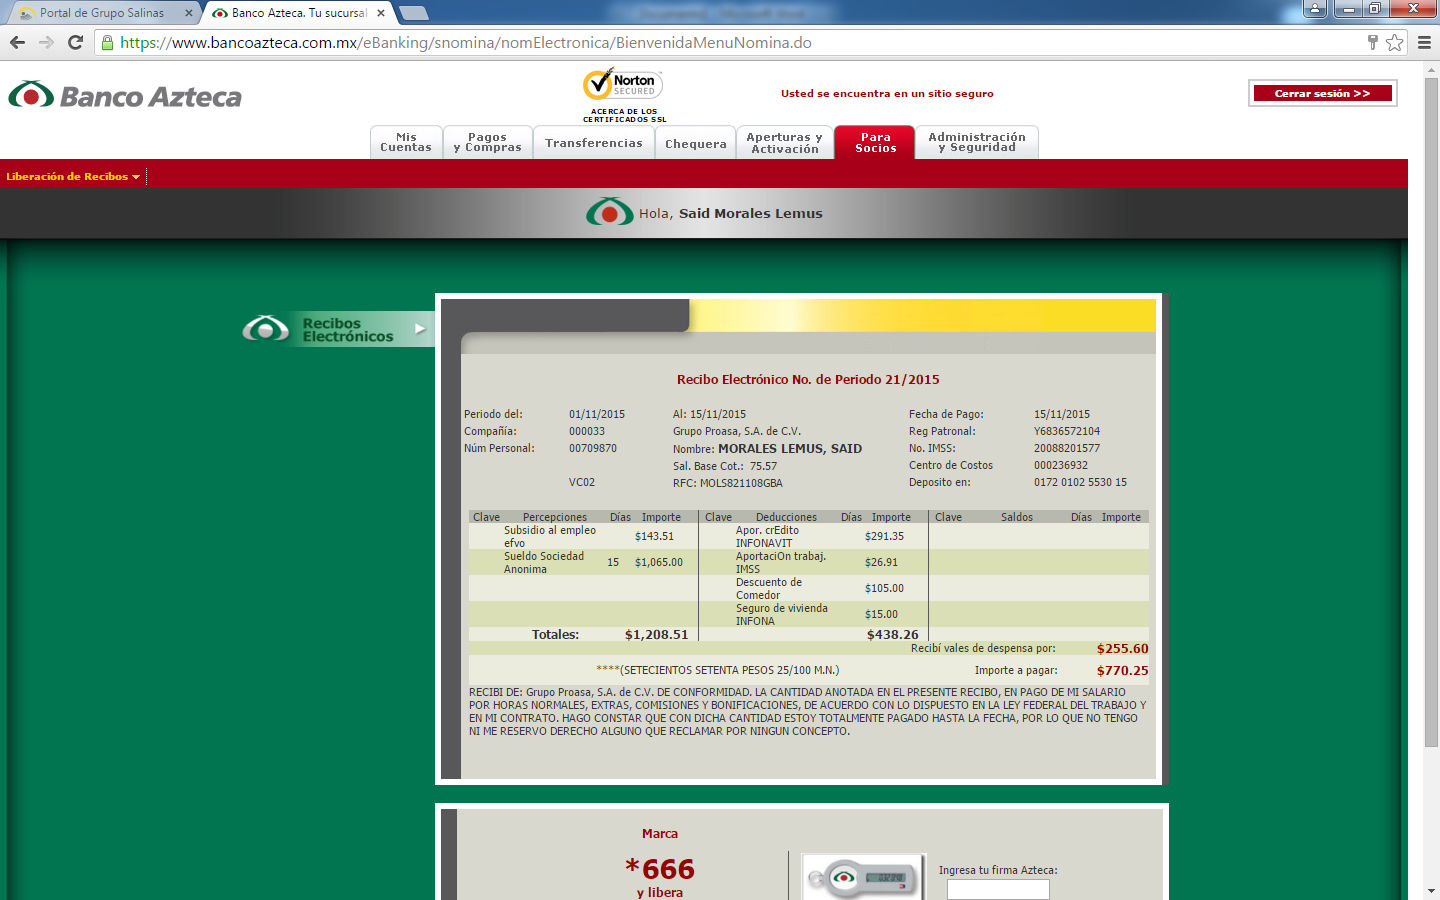 Portal de Grupo Salinas
Banco Azteca. Tu sucursal
https://www.bancoazteca.com.mx/eBanking/snomina/nomElectronica/BienvenidaMenuNomina.do
Banco Azteca
Norton
SECURED
ACERCA DE LOS
CERTIFICADOS SSL
Usted se encuentra en un sitio seguro
Cerrar sesión >>
Mis Cuentas
Pagos y Compras
Transferencias
Chequera
Aperturas y Activación
Para Socios
Administración y Seguridad
Liberación de Recibos
Hola, Said Morales Lemus
Recibos
Electrónicos
Recibo Electrónico No. de Periodo 21/2015
Periodo del: 01/11/2015 Al: 15/11/2015 Fecha de Pago: 15/11/2015
Compañía: 000033 Grupo Proasa, S.A. de C.V. Reg Patronal: Y6836572104
Núm Personal: 00709870 Nombre: MORALES LEMUS, SAID No. IMSS: 20088201577
Sal. Base Cot.: 75.57 Centro de Costos 000236932
VC02 RFC: MOLS821108GBA Deposito en: 0172 0102 5530 15
Clave Percepciones Días Importe Clave Deducciones Días Importe Clave Saldos Días Importe
Subsidio al empleo efvo $143.51 Apor. crEdito INFONAVIT $291.35
Sueldo Sociedad Anonima 15 $1,065.00 AportaciOn trabaj. IMSS $26.91
Descuento de Comedor $105.00
Seguro de vivienda INFONA $15.00
Totales: $1,208.51 $438.26
Recibí vales de despensa por: $255.60
****(SETECIENTOS SETENTA PESOS 25/100 M.N.) Importe a pagar: $770.25
RECIBI DE: Grupo Proasa, S.A. de C.V. DE CONFORMIDAD. LA CANTIDAD ANOTADA EN EL PRESENTE RECIBO, EN PAGO DE MI SALARIO
POR HORAS NORMALES, EXTRAS, COMISIONES Y BONIFICACIONES, DE ACUERDO CON LO DISPUESTO EN LA LEY FEDERAL DEL TRABAJO Y
EN MI CONTRATO. HAGO CONSTAR QUE CON DICHA CANTIDAD ESTOY TOTALMENTE PAGADO HASTA LA FECHA, POR LO QUE NO TENGO
NI ME RESERVO DERECHO ALGUNO QUE RECLAMAR POR NINGUN CONCEPTO.
Marca
*666
y libera
Ingresa tu firma Azteca: